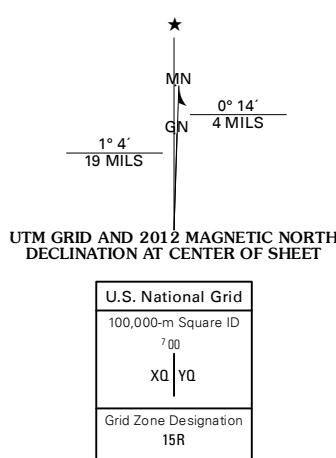 ★
MN
0° 14´
4 MILS
GN
1° 4´
19 MILS
UTM GRID AND 2012 MAGNETIC NORTH
DECLINATION AT CENTER OF SHEET
U.S. National Grid
100,000-m Square ID
7 00
XQ YQ
Grid Zone Designation
15R